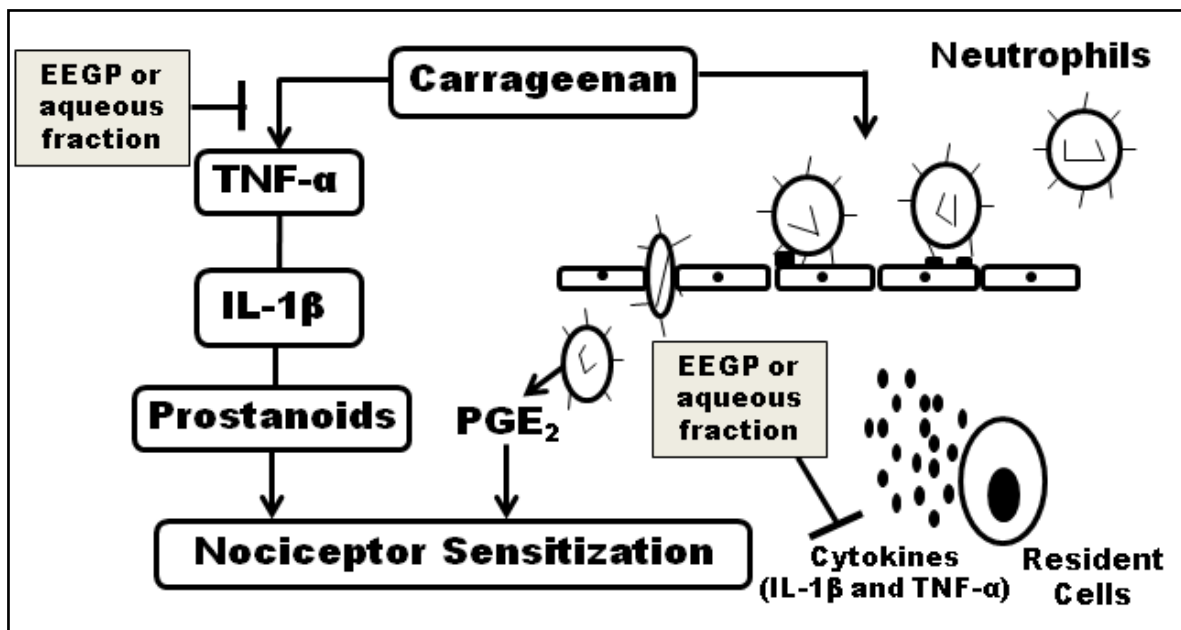 EEGP or
aqueous
fraction
Carrageenan
Neutrophils
TNF-α
IL-1β
Prostanoids
PGE₂
EEGP or
aqueous
fraction
Nociceptor Sensitization
Cytokines
(IL-1β and TNF-α)
Resident
Cells